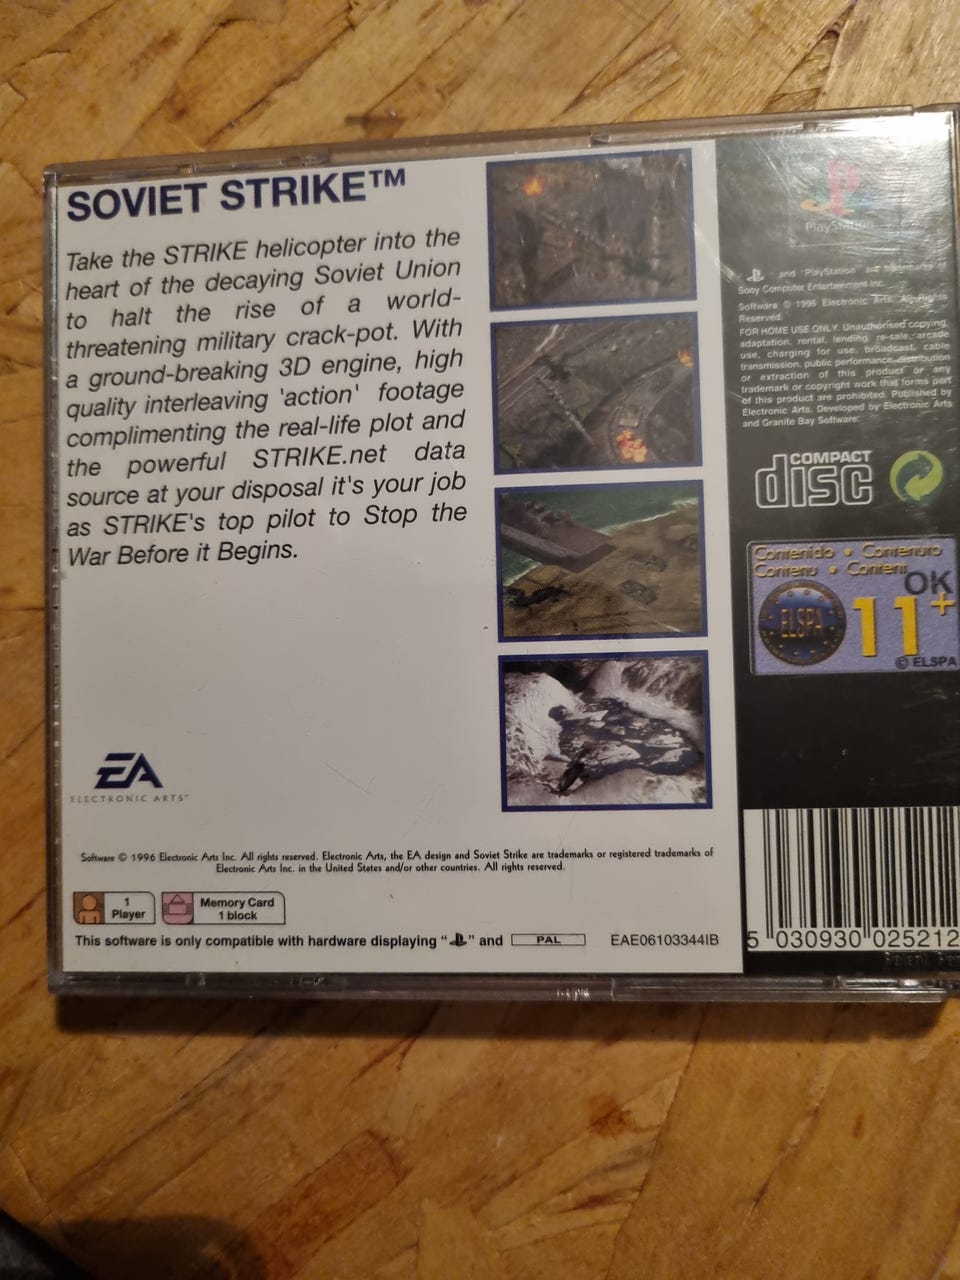 SOVIET STRIKE™
Take the STRIKE helicopter into the
heart of the decaying Soviet Union
to halt the rise of a world-
threatening military crack-pot. With
a ground-breaking 3D engine, high
quality interleaving 'action' footage
complimenting the real-life plot and
the powerful STRIKE.net data
source at your disposal it's your job
as STRIKE's top pilot to Stop the
War Before it Begins.
EA
ELECTRONIC ARTS™
Software © 1996 Electronic Arts Inc. All rights reserved. Electronic Arts, the EA design and Soviet Strike are trademarks or registered trademarks of
Electronic Arts Inc. in the United States and/or other countries. All rights reserved.
1
Player
Memory Card
1 block
This software is only compatible with hardware displaying " " and PAL
EAE06103344IB
PlayStation
and "PlayStation" are trademarks of
Sony Computer Entertainment Inc.
Software © 1996 Electronic Arts. All Rights
Reserved.
FOR HOME USE ONLY. Unauthorised copying,
adaptation, rental, lending, re-sale, arcade
use, charging for use, broadcast, cable
transmission, public performance, distribution
or extraction of this product or any
trademark or copyright work that forms part
of this product are prohibited. Published by
Electronic Arts. Developed by Electronic Arts
and Granite Bay Software.
COMPACT
disc
Contenido • Contenuto
Contenu • Content
OK
ELSPA
11+
© ELSPA
5 030930 025212